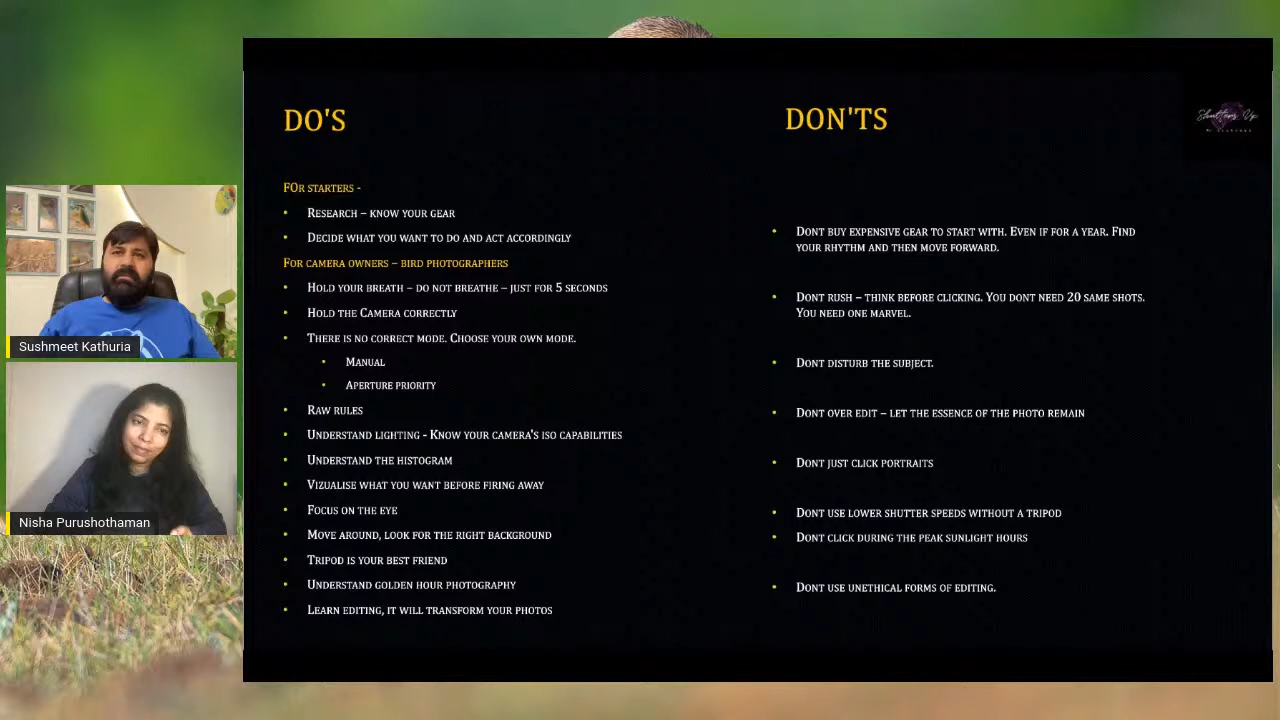 DO'S
FOR STARTERS -
RESEARCH – KNOW YOUR GEAR
DECIDE WHAT YOU WANT TO DO AND ACT ACCORDINGLY
FOR CAMERA OWNERS – BIRD PHOTOGRAPHERS
HOLD YOUR BREATH – DO NOT BREATHE – JUST FOR 5 SECONDS
HOLD THE CAMERA CORRECTLY
THERE IS NO CORRECT MODE. CHOOSE YOUR OWN MODE.
MANUAL
APERTURE PRIORITY
RAW RULES
UNDERSTAND LIGHTING - KNOW YOUR CAMERA'S ISO CAPABILITIES
UNDERSTAND THE HISTOGRAM
VIZUALISE WHAT YOU WANT BEFORE FIRING AWAY
FOCUS ON THE EYE
MOVE AROUND, LOOK FOR THE RIGHT BACKGROUND
TRIPOD IS YOUR BEST FRIEND
UNDERSTAND GOLDEN HOUR PHOTOGRAPHY
LEARN EDITING, IT WILL TRANSFORM YOUR PHOTOS
DON'TS
DONT BUY EXPENSIVE GEAR TO START WITH. EVEN IF FOR A YEAR. FIND
YOUR RHYTHM AND THEN MOVE FORWARD.
DONT RUSH – THINK BEFORE CLICKING. YOU DONT NEED 20 SAME SHOTS.
YOU NEED ONE MARVEL.
DONT DISTURB THE SUBJECT.
DONT OVER EDIT – LET THE ESSENCE OF THE PHOTO REMAIN
DONT JUST CLICK PORTRAITS
DONT USE LOWER SHUTTER SPEEDS WITHOUT A TRIPOD
DONT CLICK DURING THE PEAK SUNLIGHT HOURS
DONT USE UNETHICAL FORMS OF EDITING.
Shutters Up
Sushmeet Kathuria
Nisha Purushothaman